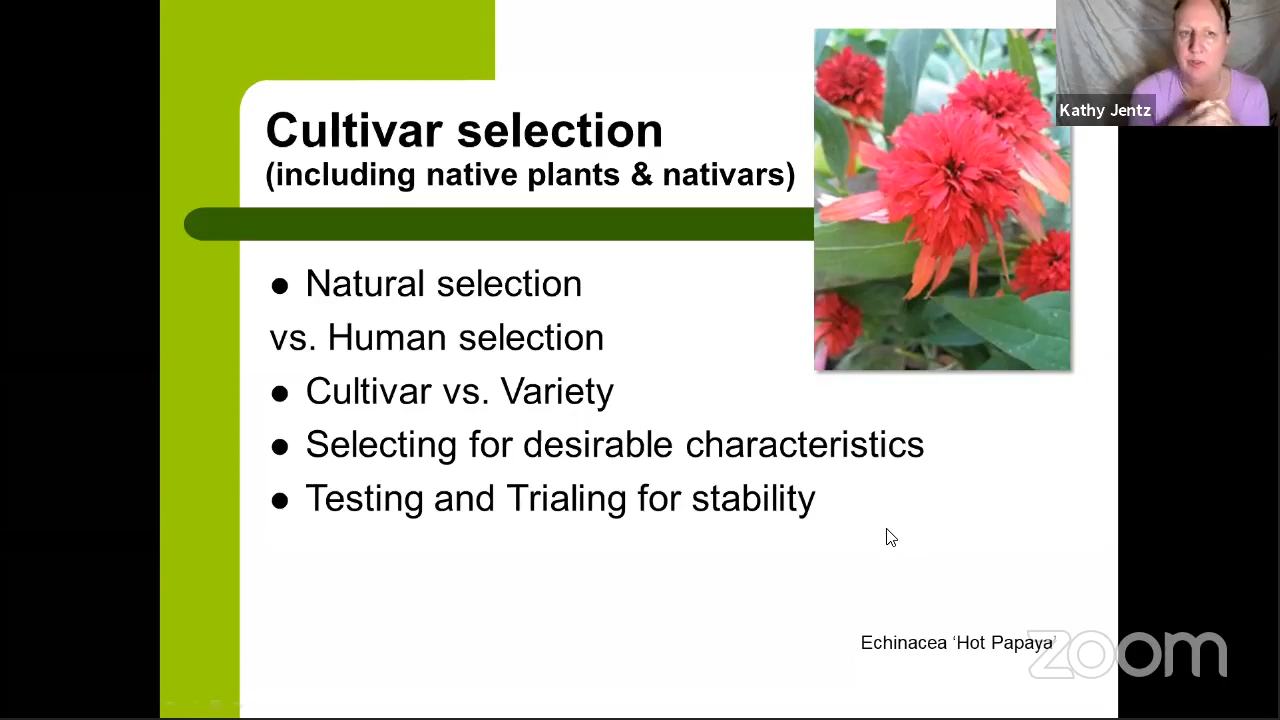 Cultivar selection
(including native plants & nativars)
Kathy Jentz
● Natural selection
vs. Human selection
● Cultivar vs. Variety
● Selecting for desirable characteristics
● Testing and Trialing for stability
Echinacea ‘Hot Papaya’
zoom